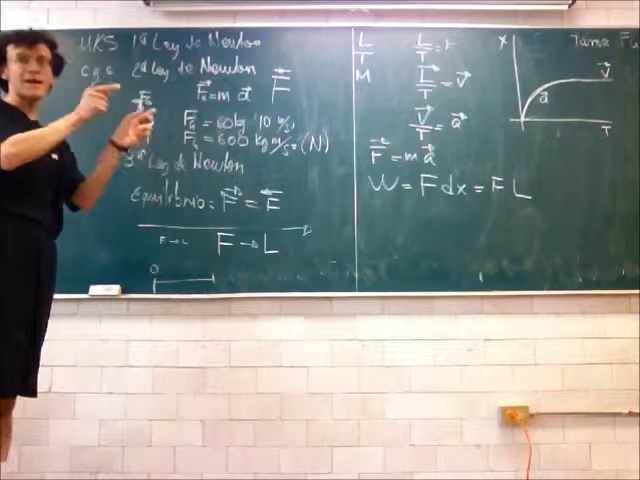 MKS 1ª Ley de Newton
cgs 2ª Ley de Newton
F = m a
F
F = 60 kg 10 m/s²
F = 600 kg m/s² (N)
3ª Ley de Newton
Equilibrio = F = F
F → L F → L L
0
L
T
M
L/T = 
L/T = v
V/T = a
F = m a
W = F dx = F L
X
v
a
T